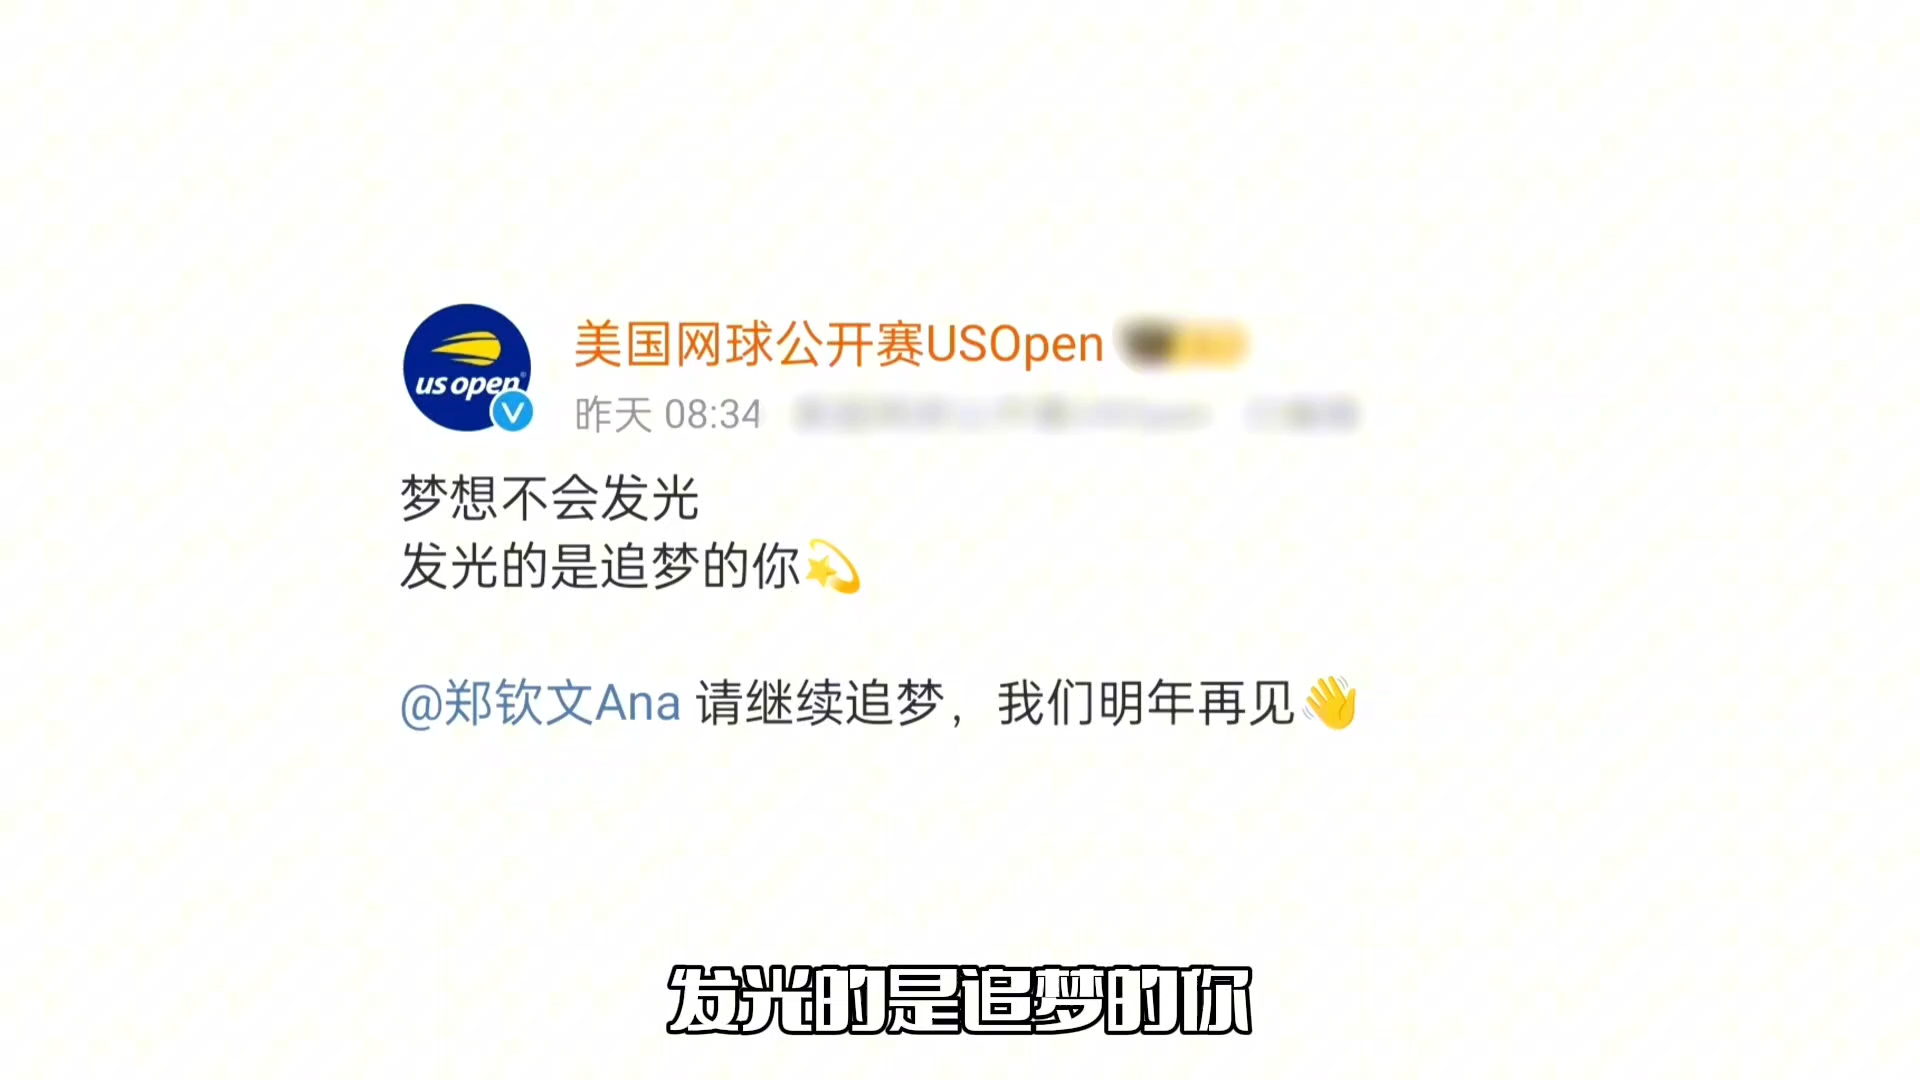 us open
美国网球公开赛USOpen
昨天 08:34
梦想不会发光
发光的是追梦的你💫
@郑钦文Ana 请继续追梦，我们明年再见👋
发光的是追梦的你